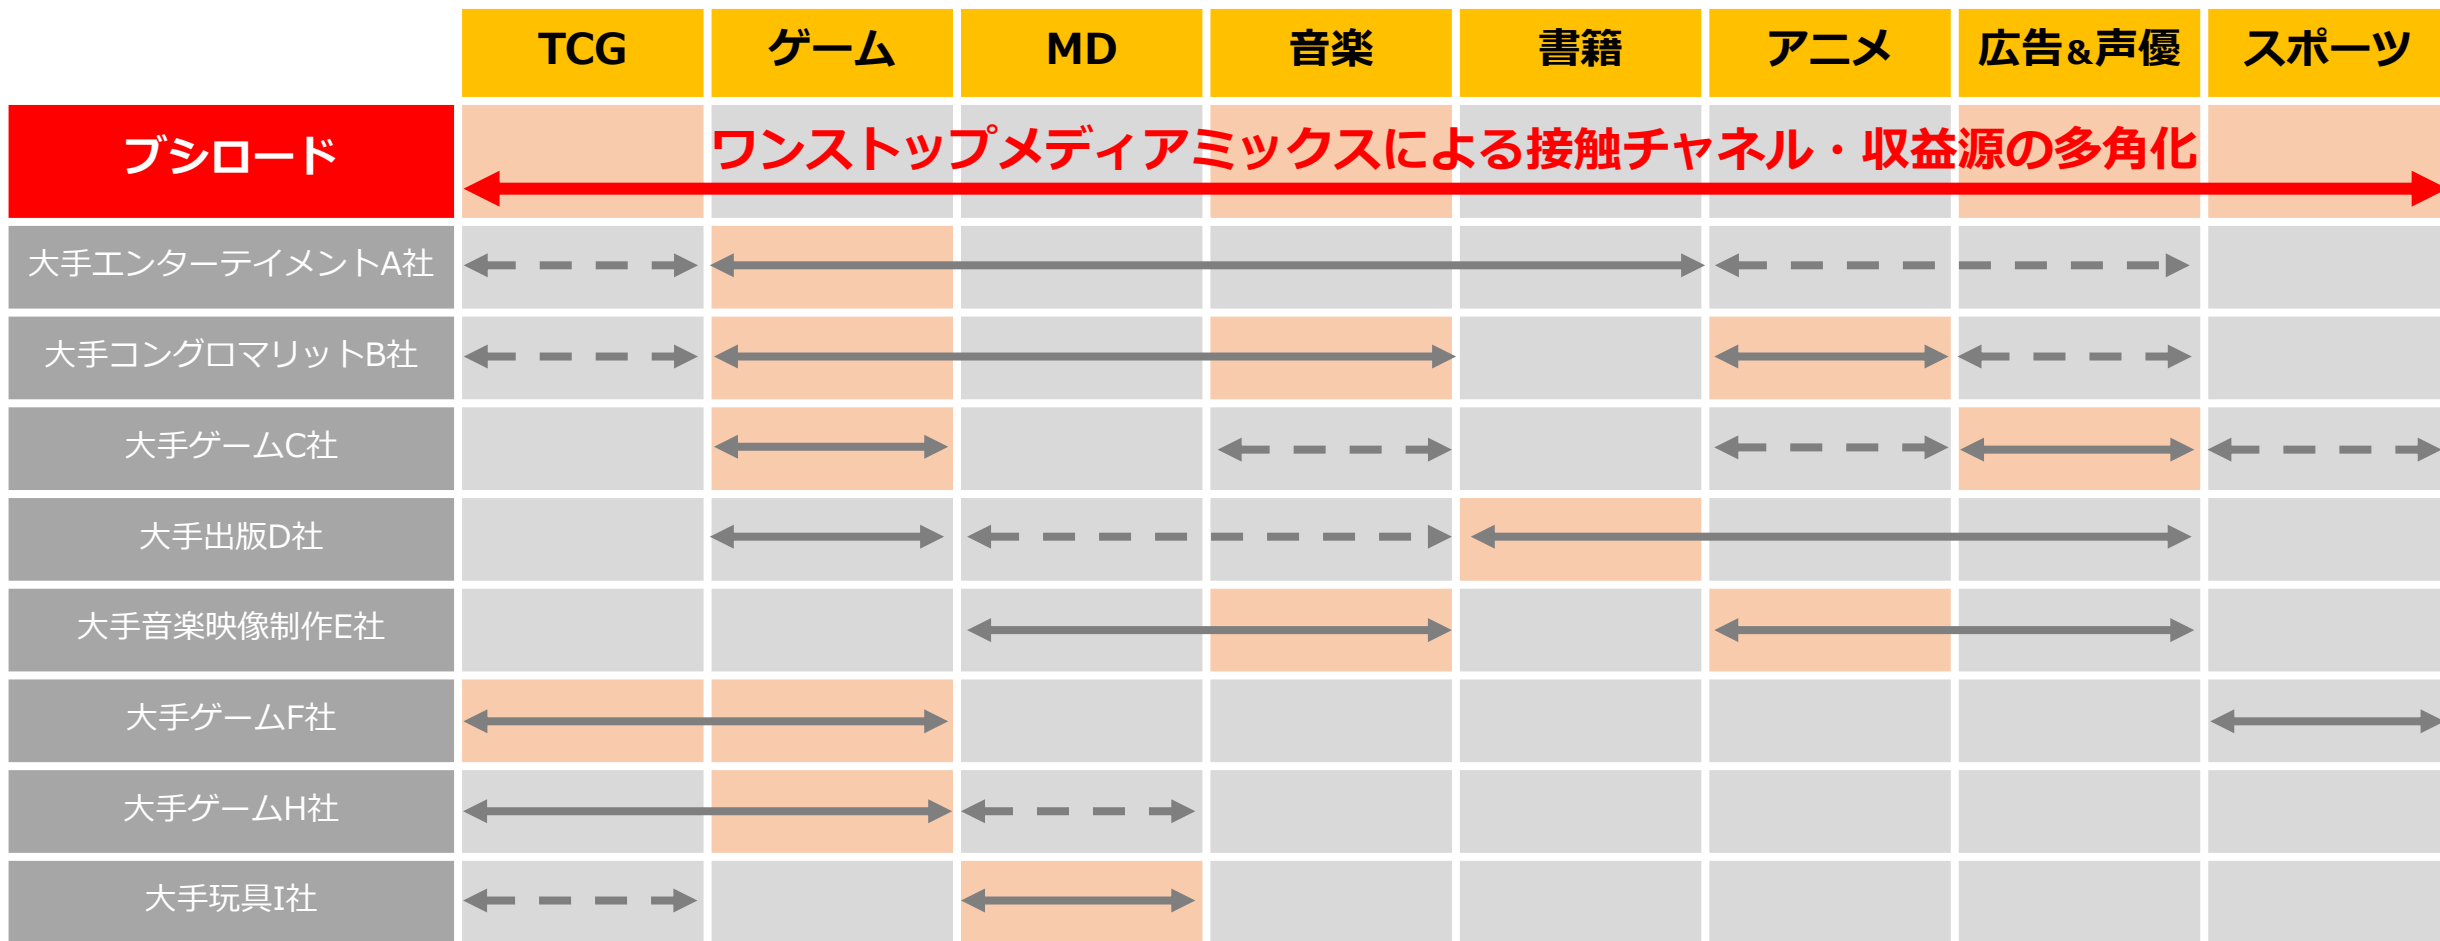 TCG ゲーム MD 音楽 書籍 アニメ 広告&声優 スポーツ
ブシロード ワンストップメディアミックスによる接触チャネル・収益源の多角化
大手エンターテイメントA社
大手コングロマリットB社
大手ゲームC社
大手出版D社
大手音楽映像制作E社
大手ゲームF社
大手ゲームH社
大手玩具I社